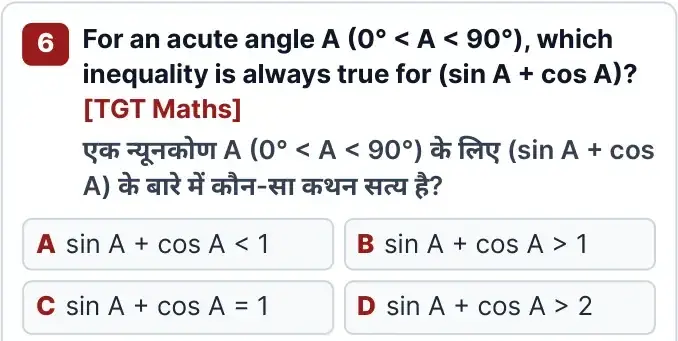 6 For an acute angle A (0° < A < 90°), which
inequality is always true for (sin A + cos A)?
[TGT Maths]
एक न्यूनकोण A (0° < A < 90°) के लिए (sin A + cos
A) के बारे में कौन-सा कथन सत्य है?
A sin A + cos A < 1
B sin A + cos A > 1
C sin A + cos A = 1
D sin A + cos A > 2